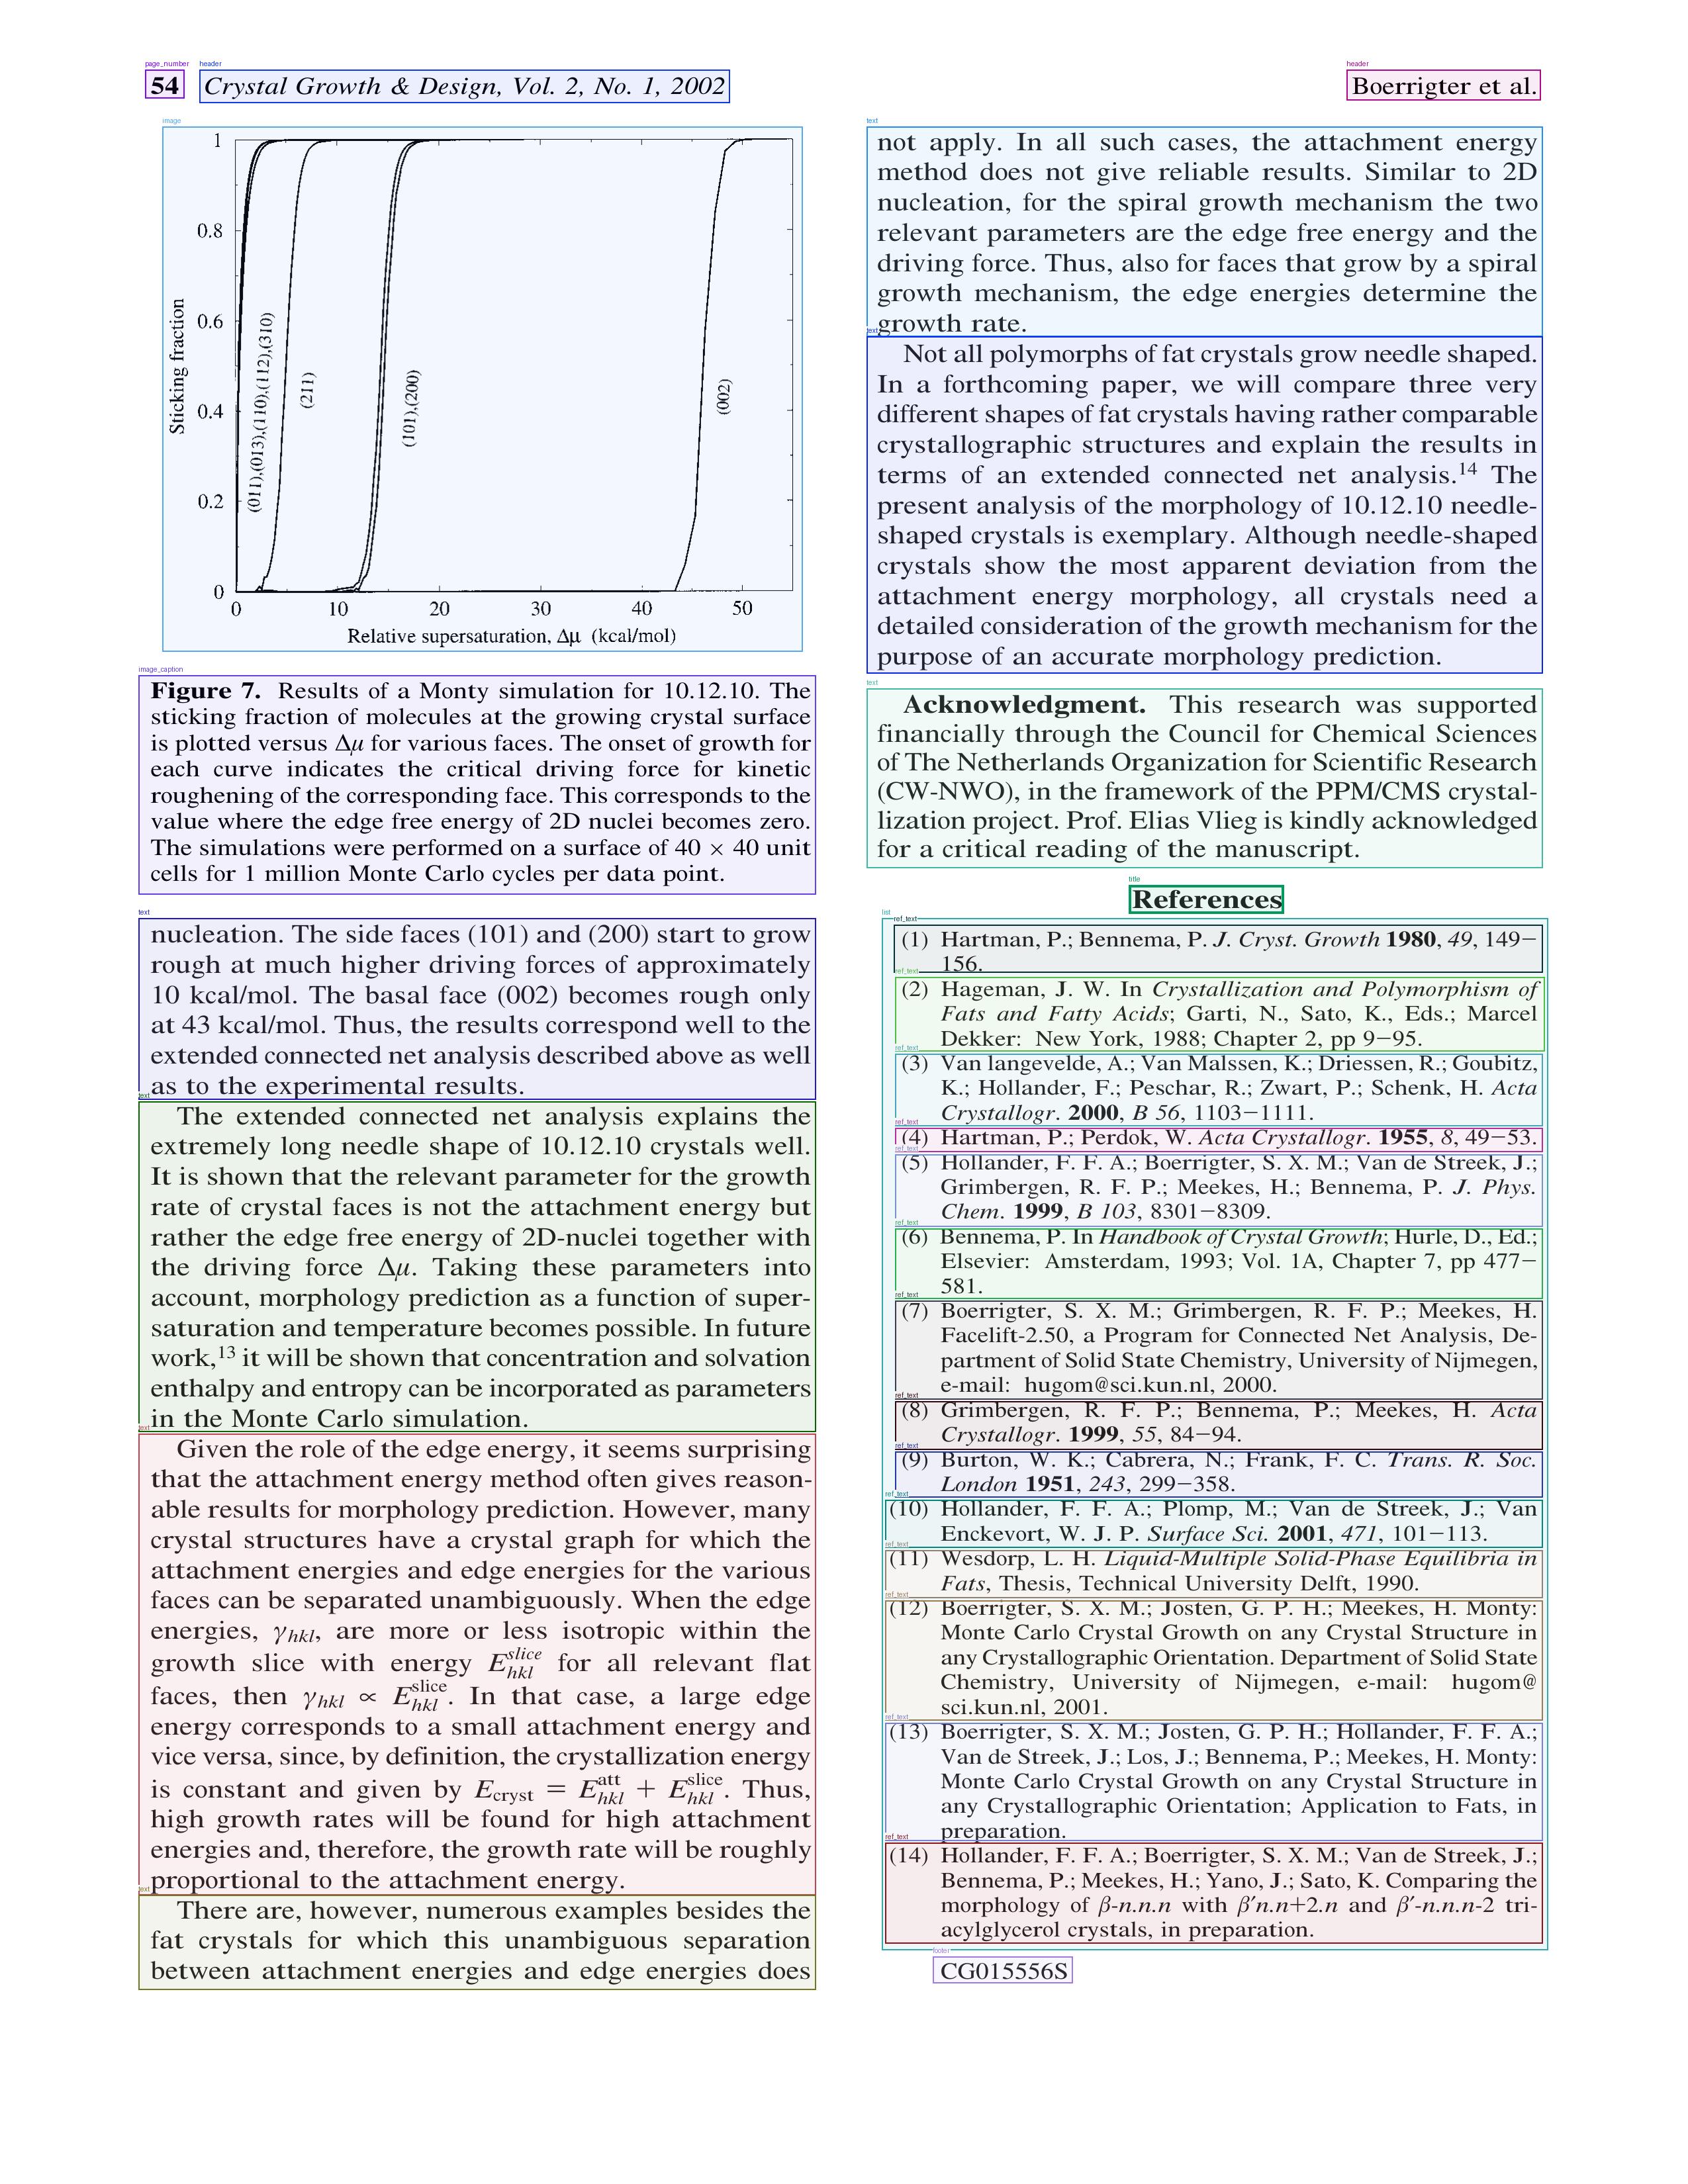 page_number
header
header
54
Crystal Growth & Design, Vol. 2, No. 1, 2002
Boerrigter et al.
image
1
0.8
0.6
0.4
0.2
0
Sticking fraction
(011),(013),(110),(112),(310)
(211)
(101),(200)
(002)
0 10 20 30 40 50
Relative supersaturation, Δμ (kcal/mol)
image_caption
Figure 7. Results of a Monty simulation for 10.12.10. The
sticking fraction of molecules at the growing crystal surface
is plotted versus Δμ for various faces. The onset of growth for
each curve indicates the critical driving force for kinetic
roughening of the corresponding face. This corresponds to the
value where the edge free energy of 2D nuclei becomes zero.
The simulations were performed on a surface of 40 × 40 unit
cells for 1 million Monte Carlo cycles per data point.
text
nucleation. The side faces (101) and (200) start to grow
rough at much higher driving forces of approximately
10 kcal/mol. The basal face (002) becomes rough only
at 43 kcal/mol. Thus, the results correspond well to the
extended connected net analysis described above as well
as to the experimental results.
text
The extended connected net analysis explains the
extremely long needle shape of 10.12.10 crystals well.
It is shown that the relevant parameter for the growth
rate of crystal faces is not the attachment energy but
rather the edge free energy of 2D-nuclei together with
the driving force Δμ. Taking these parameters into
account, morphology prediction as a function of super-
saturation and temperature becomes possible. In future
work,13 it will be shown that concentration and solvation
enthalpy and entropy can be incorporated as parameters
in the Monte Carlo simulation.
text
Given the role of the edge energy, it seems surprising
that the attachment energy method often gives reason-
able results for morphology prediction. However, many
crystal structures have a crystal graph for which the
attachment energies and edge energies for the various
faces can be separated unambiguously. When the edge
energies, γhkl, are more or less isotropic within the
growth slice with energy E^slice_hkl for all relevant flat
faces, then γhkl ∝ E^slice_hkl. In that case, a large edge
energy corresponds to a small attachment energy and
vice versa, since, by definition, the crystallization energy
is constant and given by Ecryst = E^att_hkl + E^slice_hkl. Thus,
high growth rates will be found for high attachment
energies and, therefore, the growth rate will be roughly
proportional to the attachment energy.
text
There are, however, numerous examples besides the
fat crystals for which this unambiguous separation
between attachment energies and edge energies does
text
not apply. In all such cases, the attachment energy
method does not give reliable results. Similar to 2D
nucleation, for the spiral growth mechanism the two
relevant parameters are the edge free energy and the
driving force. Thus, also for faces that grow by a spiral
growth mechanism, the edge energies determine the
growth rate.
text
Not all polymorphs of fat crystals grow needle shaped.
In a forthcoming paper, we will compare three very
different shapes of fat crystals having rather comparable
crystallographic structures and explain the results in
terms of an extended connected net analysis.14 The
present analysis of the morphology of 10.12.10 needle-
shaped crystals is exemplary. Although needle-shaped
crystals show the most apparent deviation from the
attachment energy morphology, all crystals need a
detailed consideration of the growth mechanism for the
purpose of an accurate morphology prediction.
text
Acknowledgment. This research was supported
financially through the Council for Chemical Sciences
of The Netherlands Organization for Scientific Research
(CW-NWO), in the framework of the PPM/CMS crystal-
lization project. Prof. Elias Vlieg is kindly acknowledged
for a critical reading of the manuscript.
title
References
list
ref_text
(1) Hartman, P.; Bennema, P. J. Cryst. Growth 1980, 49, 149–
156.
ref_text
(2) Hageman, J. W. In Crystallization and Polymorphism of
Fats and Fatty Acids; Garti, N., Sato, K., Eds.; Marcel
Dekker: New York, 1988; Chapter 2, pp 9–95.
ref_text
(3) Van langevelde, A.; Van Malssen, K.; Driessen, R.; Goubitz,
K.; Hollander, F.; Peschar, R.; Zwart, P.; Schenk, H. Acta
Crystallogr. 2000, B 56, 1103–1111.
ref_text
(4) Hartman, P.; Perdok, W. Acta Crystallogr. 1955, 8, 49–53.
ref_text
(5) Hollander, F. F. A.; Boerrigter, S. X. M.; Van de Streek, J.;
Grimbergen, R. F. P.; Meekes, H.; Bennema, P. J. Phys.
Chem. 1999, B 103, 8301–8309.
ref_text
(6) Bennema, P. In Handbook of Crystal Growth; Hurle, D., Ed.;
Elsevier: Amsterdam, 1993; Vol. 1A, Chapter 7, pp 477–
581.
ref_text
(7) Boerrigter, S. X. M.; Grimbergen, R. F. P.; Meekes, H.
Facelift-2.50, a Program for Connected Net Analysis, De-
partment of Solid State Chemistry, University of Nijmegen,
e-mail: hugom@sci.kun.nl, 2000.
ref_text
(8) Grimbergen, R. F. P.; Bennema, P.; Meekes, H. Acta
Crystallogr. 1999, 55, 84–94.
ref_text
(9) Burton, W. K.; Cabrera, N.; Frank, F. C. Trans. R. Soc.
London 1951, 243, 299–358.
ref_text
(10) Hollander, F. F. A.; Plomp, M.; Van de Streek, J.; Van
Enckevort, W. J. P. Surface Sci. 2001, 471, 101–113.
ref_text
(11) Wesdorp, L. H. Liquid-Multiple Solid-Phase Equilibria in
Fats, Thesis, Technical University Delft, 1990.
ref_text
(12) Boerrigter, S. X. M.; Josten, G. P. H.; Meekes, H. Monty:
Monte Carlo Crystal Growth on any Crystal Structure in
any Crystallographic Orientation. Department of Solid State
Chemistry, University of Nijmegen, e-mail: hugom@
sci.kun.nl, 2001.
ref_text
(13) Boerrigter, S. X. M.; Josten, G. P. H.; Hollander, F. F. A.;
Van de Streek, J.; Los, J.; Bennema, P.; Meekes, H. Monty:
Monte Carlo Crystal Growth on any Crystal Structure in
any Crystallographic Orientation; Application to Fats, in
preparation.
ref_text
(14) Hollander, F. F. A.; Boerrigter, S. X. M.; Van de Streek, J.;
Bennema, P.; Meekes, H.; Yano, J.; Sato, K. Comparing the
morphology of β-n.n.n with β′n.n+2.n and β′-n.n.n-2 tri-
acylglycerol crystals, in preparation.
footer
CG015556S